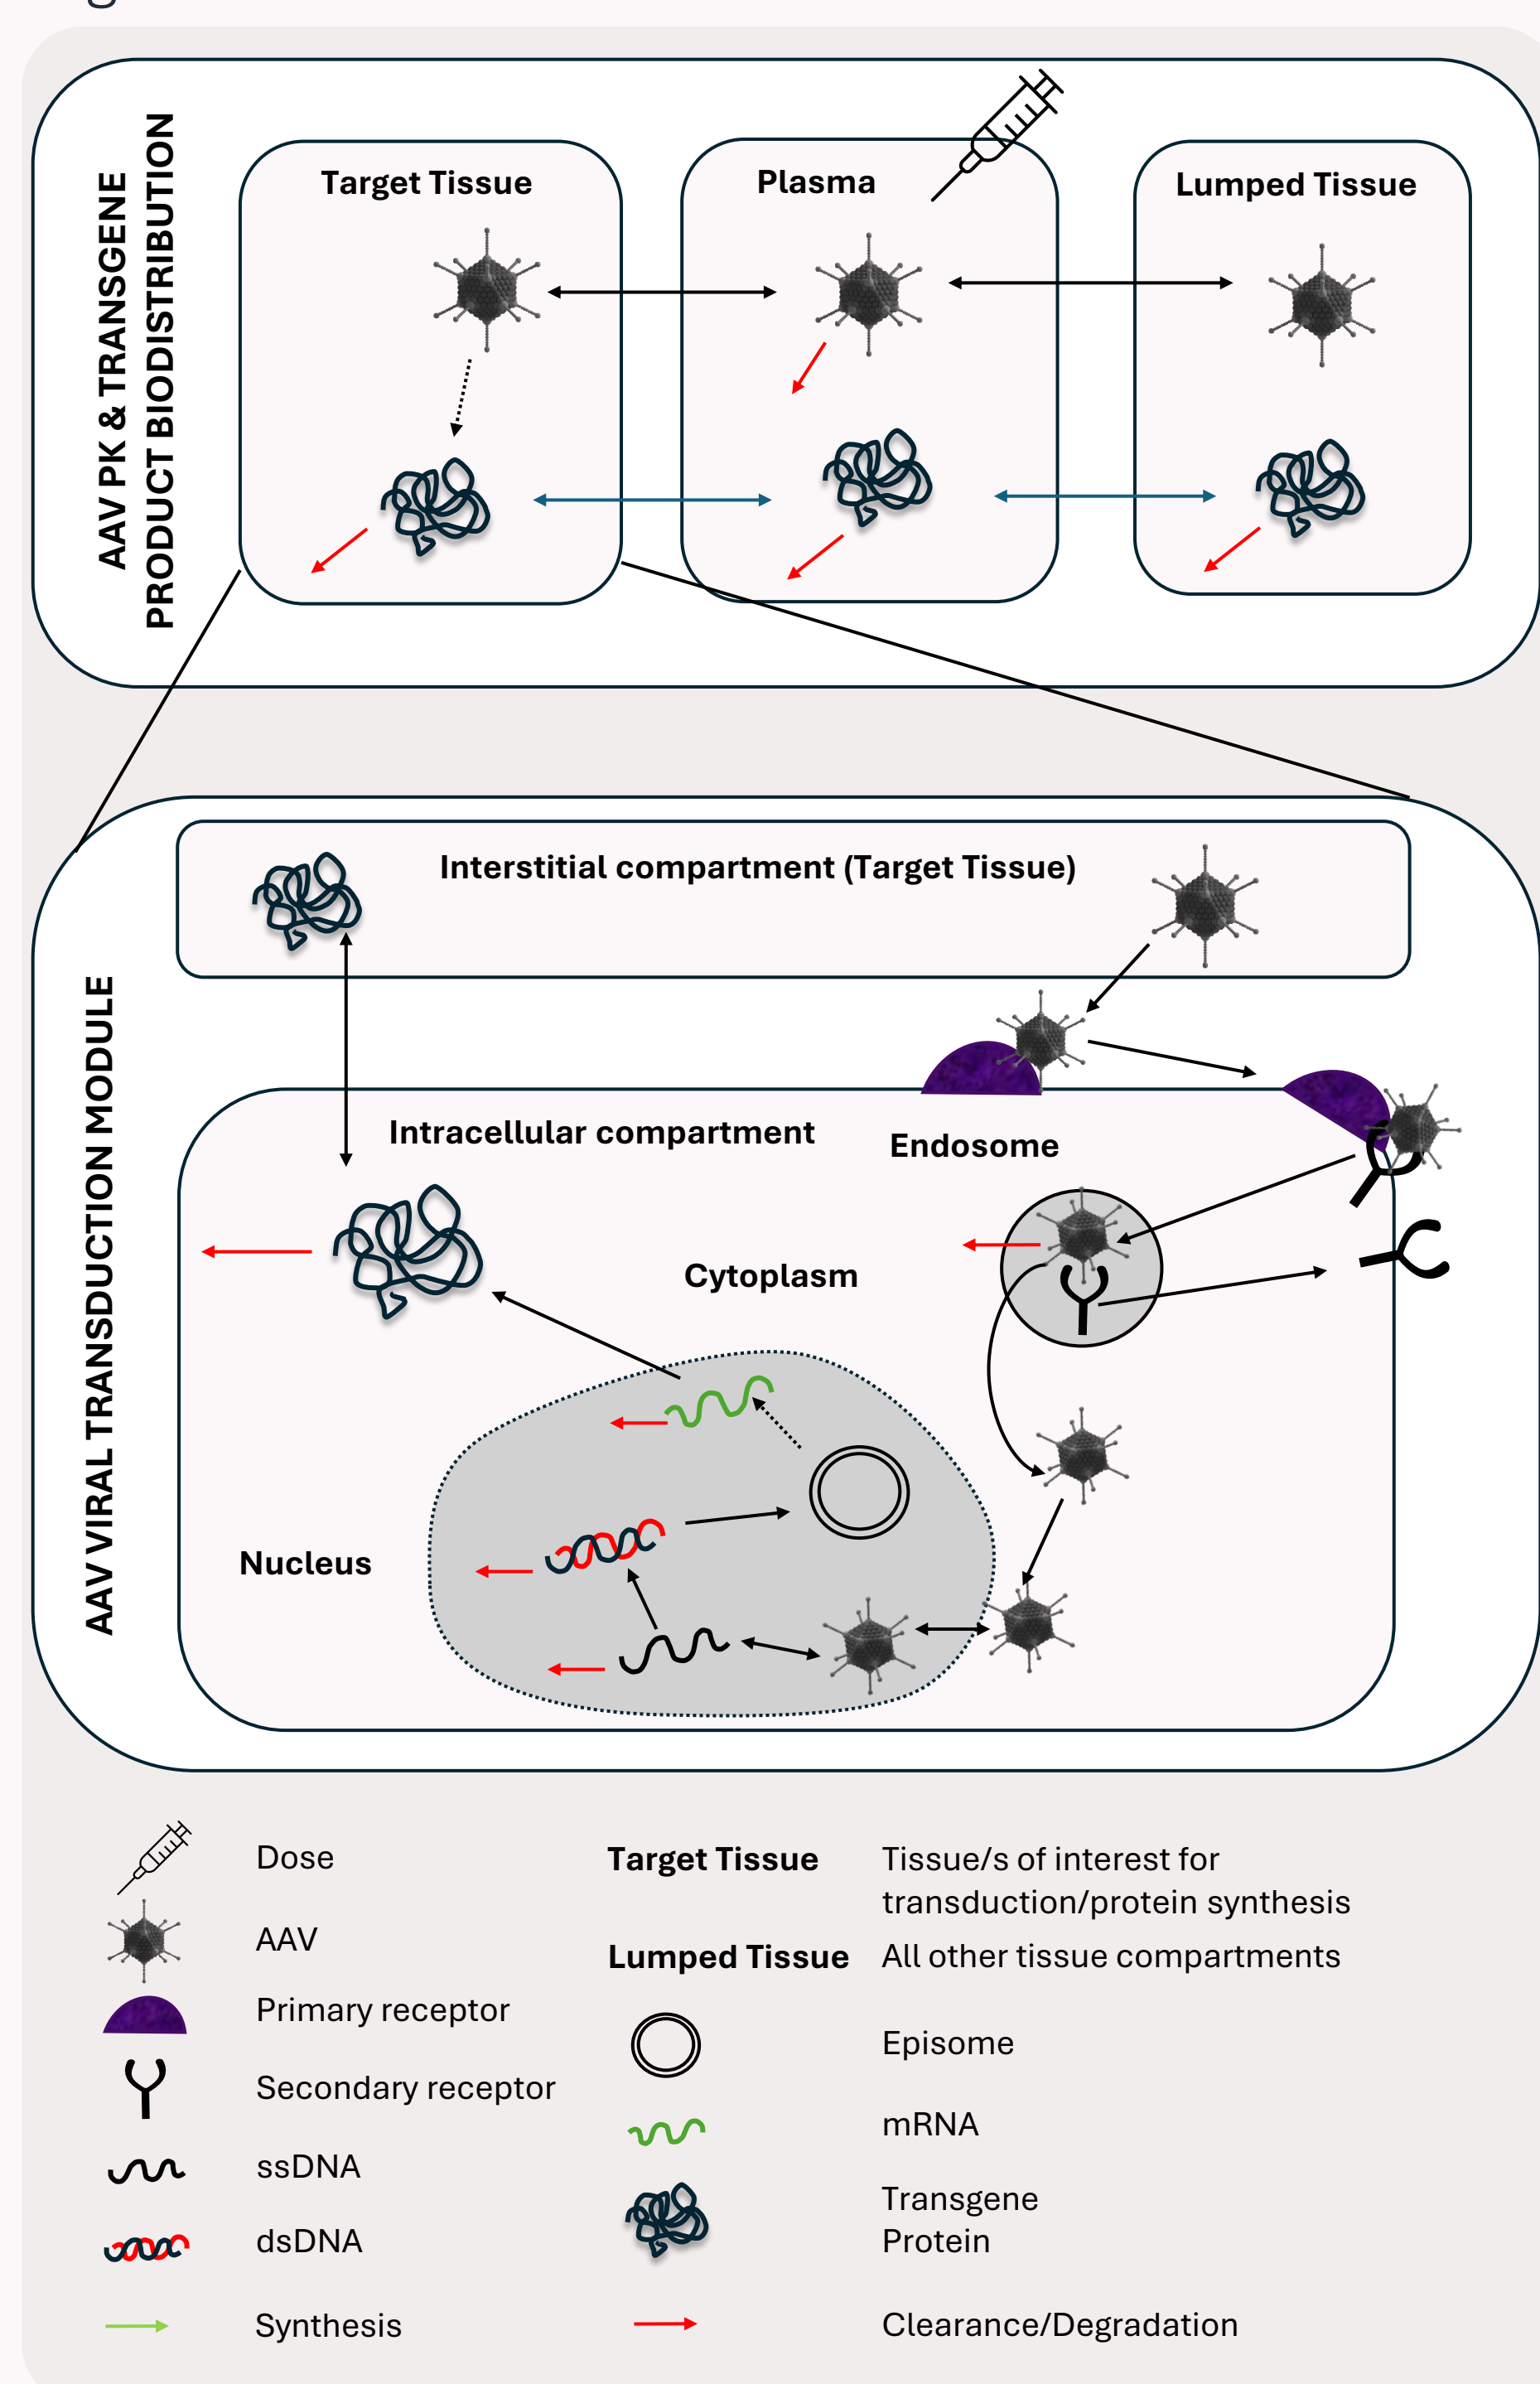 AAV PK & TRANSGENE
PRODUCT BIODISTRIBUTION
Target Tissue
Plasma
Lumped Tissue
AAV VIRAL TRANSDUCTION MODULE
Interstitial compartment (Target Tissue)
Intracellular compartment
Endosome
Cytoplasm
Nucleus
Dose
AAV
Primary receptor
Secondary receptor
ssDNA
dsDNA
Synthesis
Target Tissue
Tissue/s of interest for
transduction/protein synthesis
Lumped Tissue
All other tissue compartments
Episome
mRNA
Transgene
Protein
Clearance/Degradation